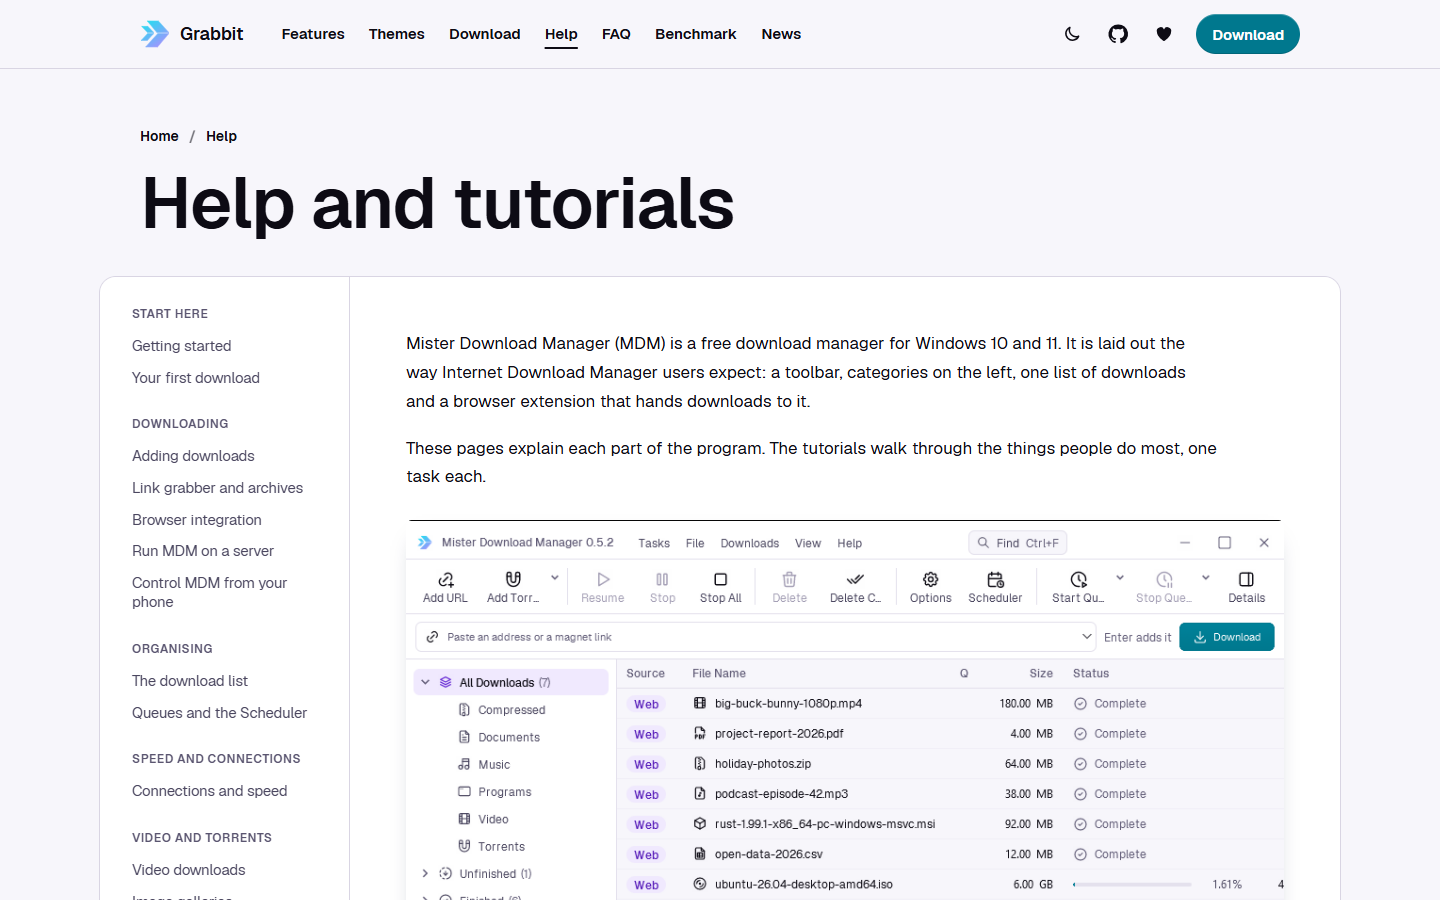 Grabbit
Features
Themes
Download
Help
FAQ
Benchmark
News
Download
Home / Help
Help and tutorials
START HERE
Getting started
Your first download
DOWNLOADING
Adding downloads
Link grabber and archives
Browser integration
Run MDM on a server
Control MDM from your
phone
ORGANISING
The download list
Queues and the Scheduler
SPEED AND CONNECTIONS
Connections and speed
VIDEO AND TORRENTS
Video downloads
Mister Download Manager (MDM) is a free download manager for Windows 10 and 11. It is laid out the
way Internet Download Manager users expect: a toolbar, categories on the left, one list of downloads
and a browser extension that hands downloads to it.
These pages explain each part of the program. The tutorials walk through the things people do most, one
task each.
Mister Download Manager 0.5.2 Tasks File Downloads View Help Find Ctrl+F
Add URL Add Torr... Resume Stop Stop All Delete Delete C... Options Scheduler Start Qu... Stop Que... Details
Paste an address or a magnet link Enter adds it Download
All Downloads (7)
Compressed
Documents
Music
Programs
Video
Torrents
Unfinished (1)
Source File Name Q Size Status
Web big-buck-bunny-1080p.mp4 180.00 MB Complete
Web project-report-2026.pdf 4.00 MB Complete
Web holiday-photos.zip 64.00 MB Complete
Web podcast-episode-42.mp3 38.00 MB Complete
Web rust-1.99.1-x86_64-pc-windows-msvc.msi 92.00 MB Complete
Web open-data-2026.csv 12.00 MB Complete
Web ubuntu-26.04-desktop-amd64.iso 6.00 GB 1.61% 4